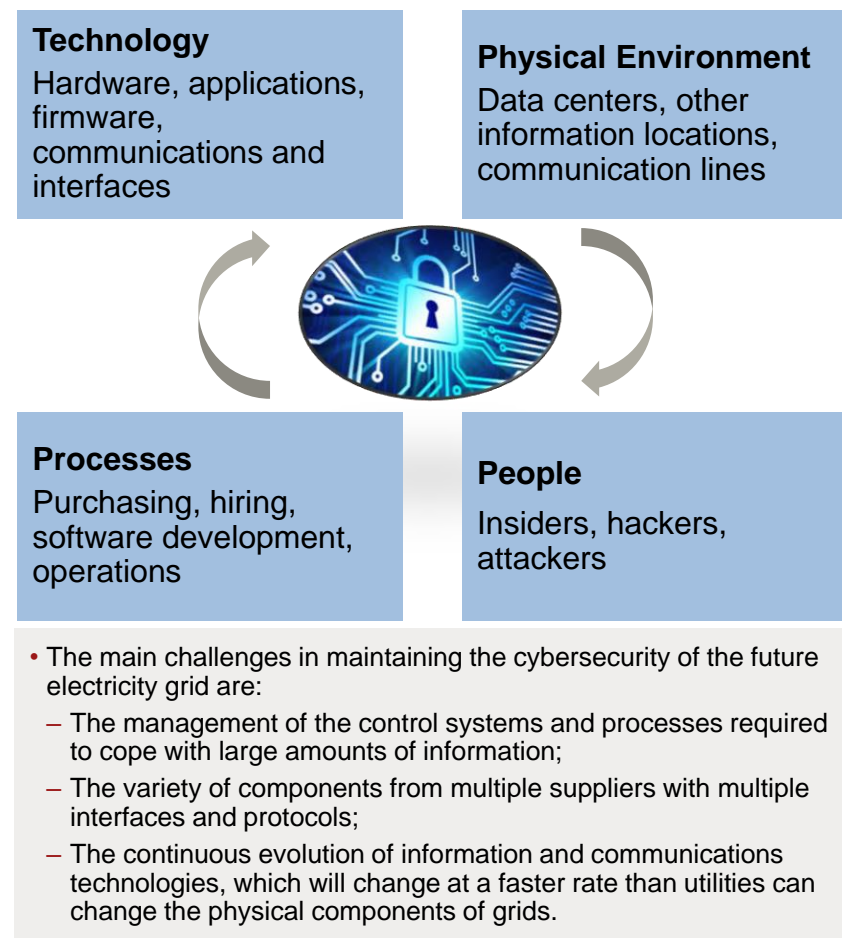 Technology
Hardware, applications,
firmware,
communications and
interfaces
Physical Environment
Data centers, other
information locations,
communication lines
Processes
Purchasing, hiring,
software development,
operations
People
Insiders, hackers,
attackers
• The main challenges in maintaining the cybersecurity of the future
electricity grid are:
– The management of the control systems and processes required
to cope with large amounts of information;
– The variety of components from multiple suppliers with multiple
interfaces and protocols;
– The continuous evolution of information and communications
technologies, which will change at a faster rate than utilities can
change the physical components of grids.